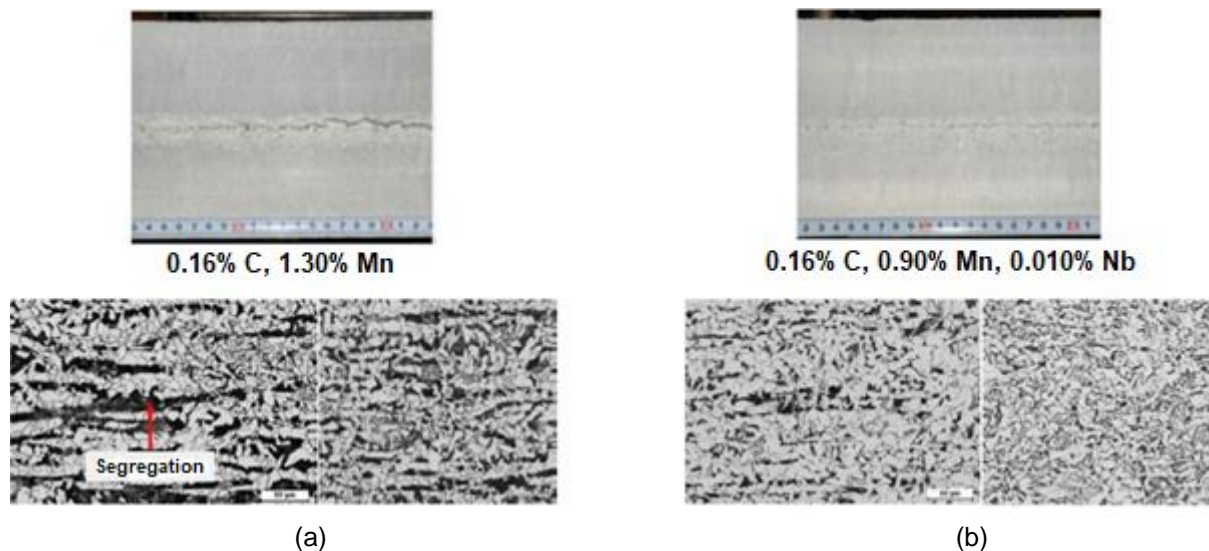 0.16% C, 1.30% Mn
0.16% C, 0.90% Mn, 0.010% Nb
Segregation
(a)
(b)